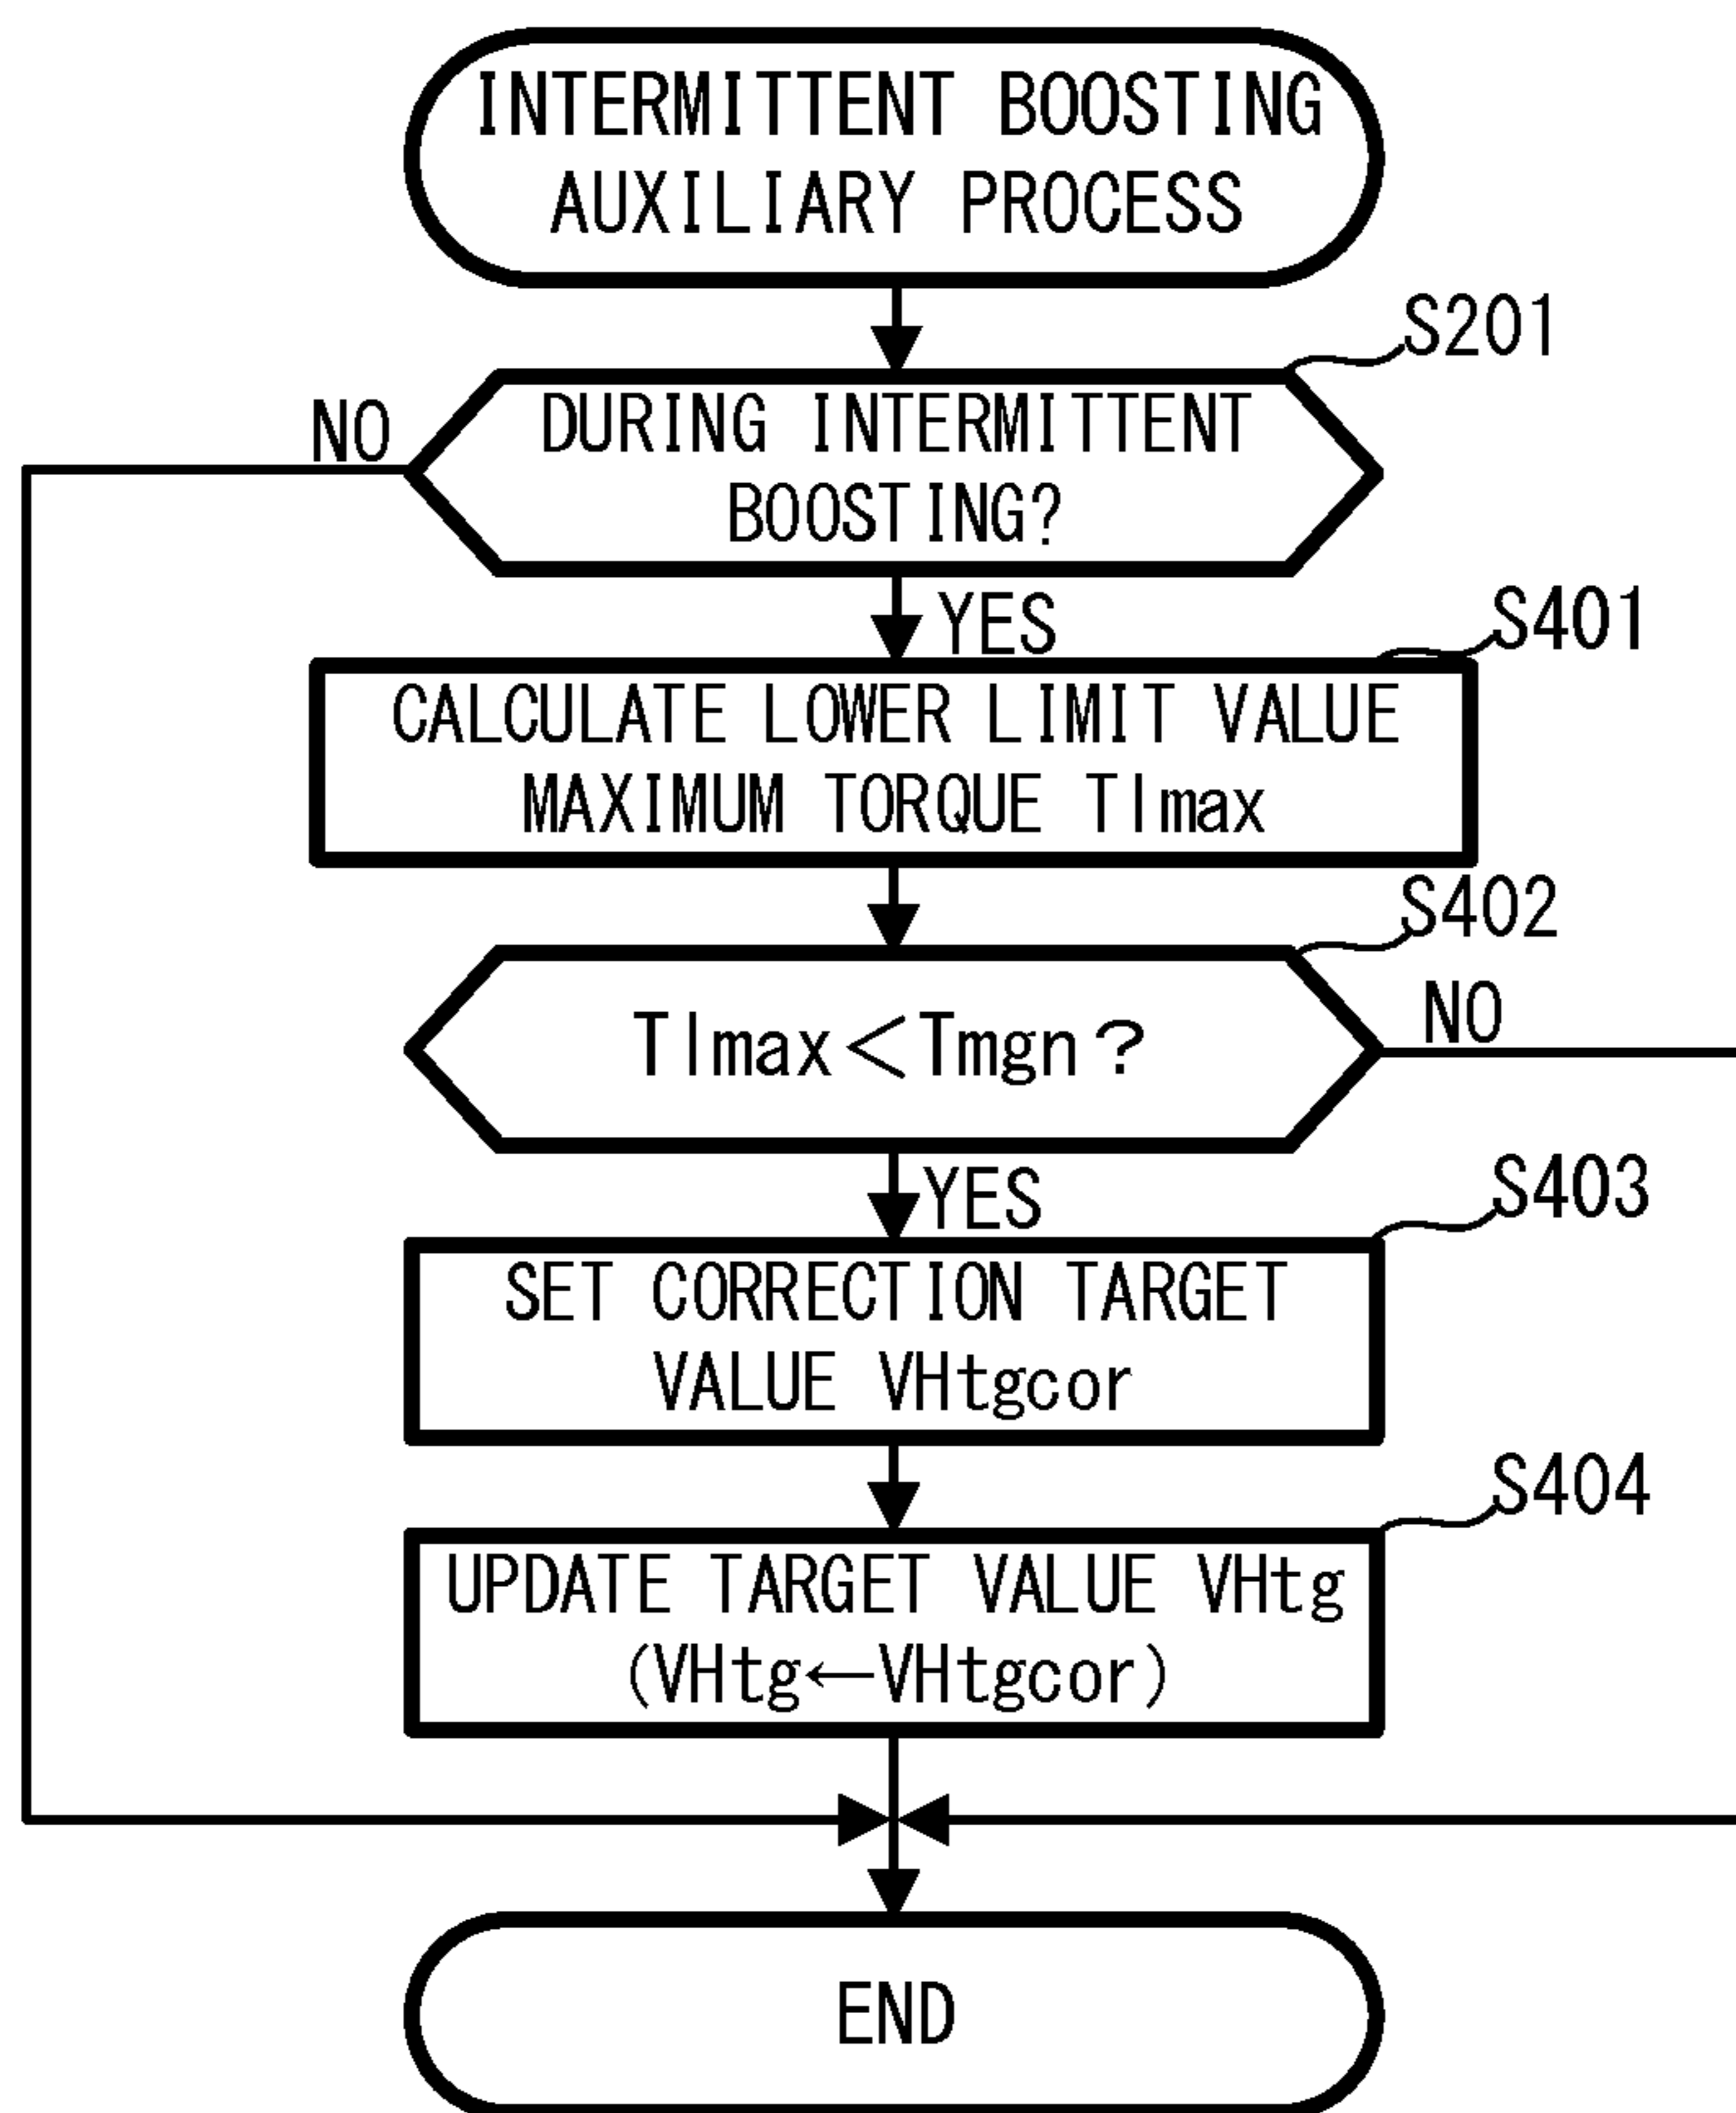 INTERMITTENT BOOSTING
AUXILIARY PROCESS
S201
NO
DURING INTERMITTENT
BOOSTING?
YES
S401
CALCULATE LOWER LIMIT VALUE
MAXIMUM TORQUE Tlmax
S402
NO
Tlmax<Tmgn?
YES
S403
SET CORRECTION TARGET
VALUE VHtgcor
S404
UPDATE TARGET VALUE VHtg
(VHtg←VHtgcor)
END